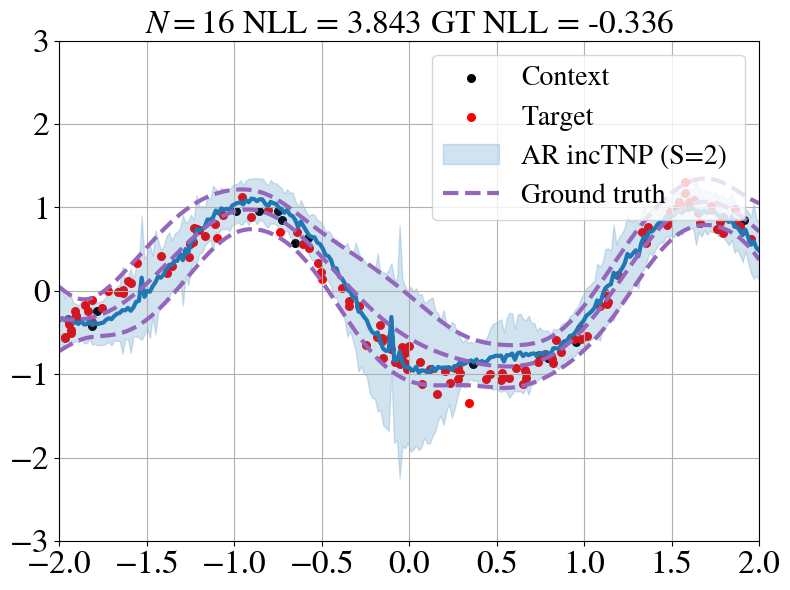 N = 16 NLL = 3.843 GT NLL = -0.336
3
2
1
0
−1
−2
−3
Context
Target
AR incTNP (S=2)
Ground truth
−2.0 −1.5 −1.0 −0.5 0.0 0.5 1.0 1.5 2.0